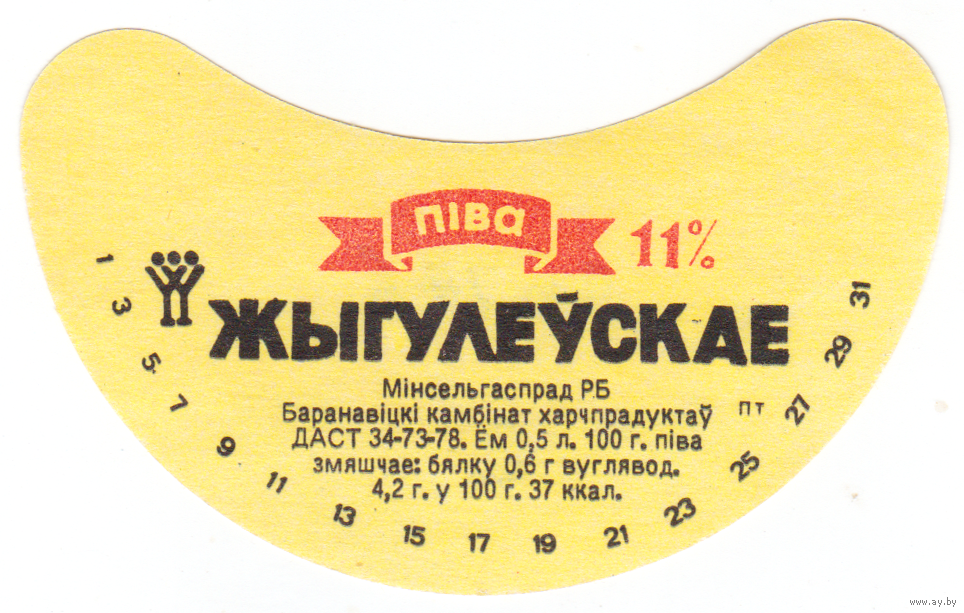 піва
11%
ЖЫГУЛЕЎСКАЕ
Мінсельгаспрад РБ
Баранавіцкі камбінат харчпрадуктаў
пт
ДАСТ 34-73-78. Ём 0,5 л. 100 г. піва
змяшчае: бялку 0,6 г вуглявод.
4,2 г. у 100 г. 37 ккал.
1 3 5 7 9 11 13 15 17 19 21 23 25 27 29 31
www.ay.by